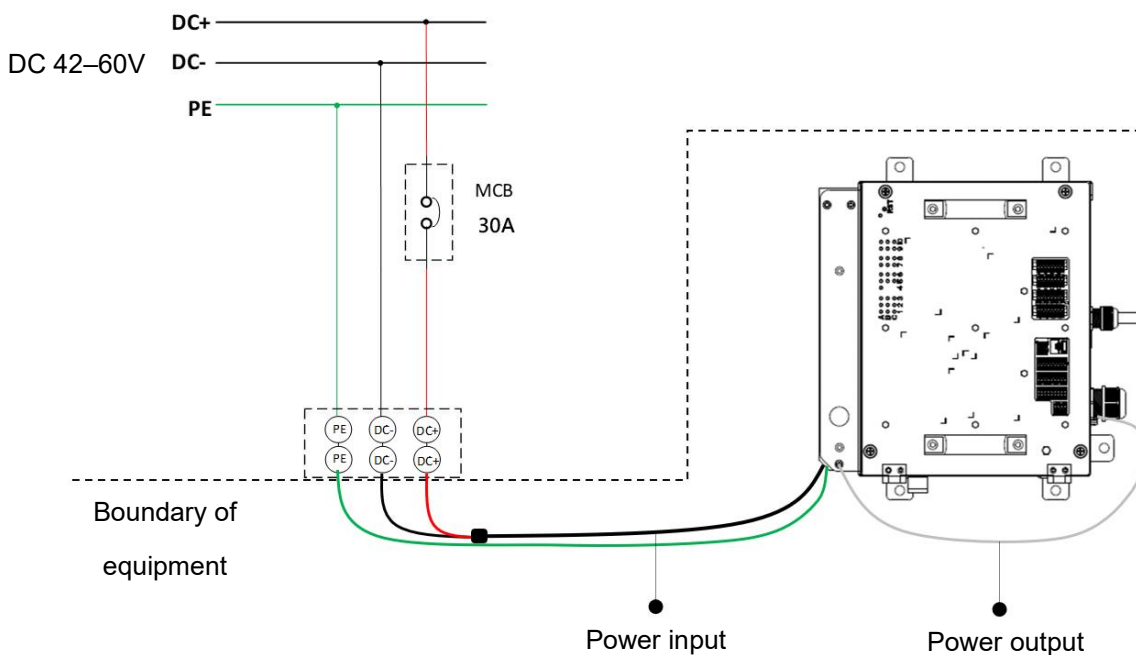 DC+
DC 42–60V DC-
PE
MCB
30A
RST
PE DC- DC+
PE DC- DC+
Boundary of
equipment
Power input
Power output